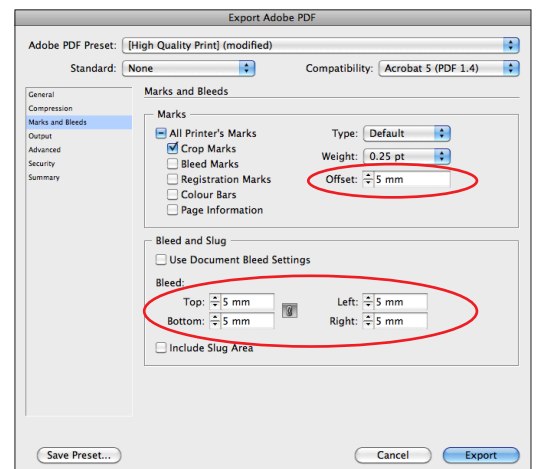 Export Adobe PDF
Adobe PDF Preset: [High Quality Print] (modified)
Standard: None Compatibility: Acrobat 5 (PDF 1.4)
General
Compression
Marks and Bleeds
Output
Advanced
Security
Summary
Marks and Bleeds
Marks
All Printer's Marks Type: Default
Crop Marks
Bleed Marks Weight: 0.25 pt
Registration Marks Offset: 5 mm
Colour Bars
Page Information
Bleed and Slug
Use Document Bleed Settings
Bleed:
Top: 5 mm Left: 5 mm
Bottom: 5 mm Right: 5 mm
Include Slug Area
Save Preset... Cancel Export